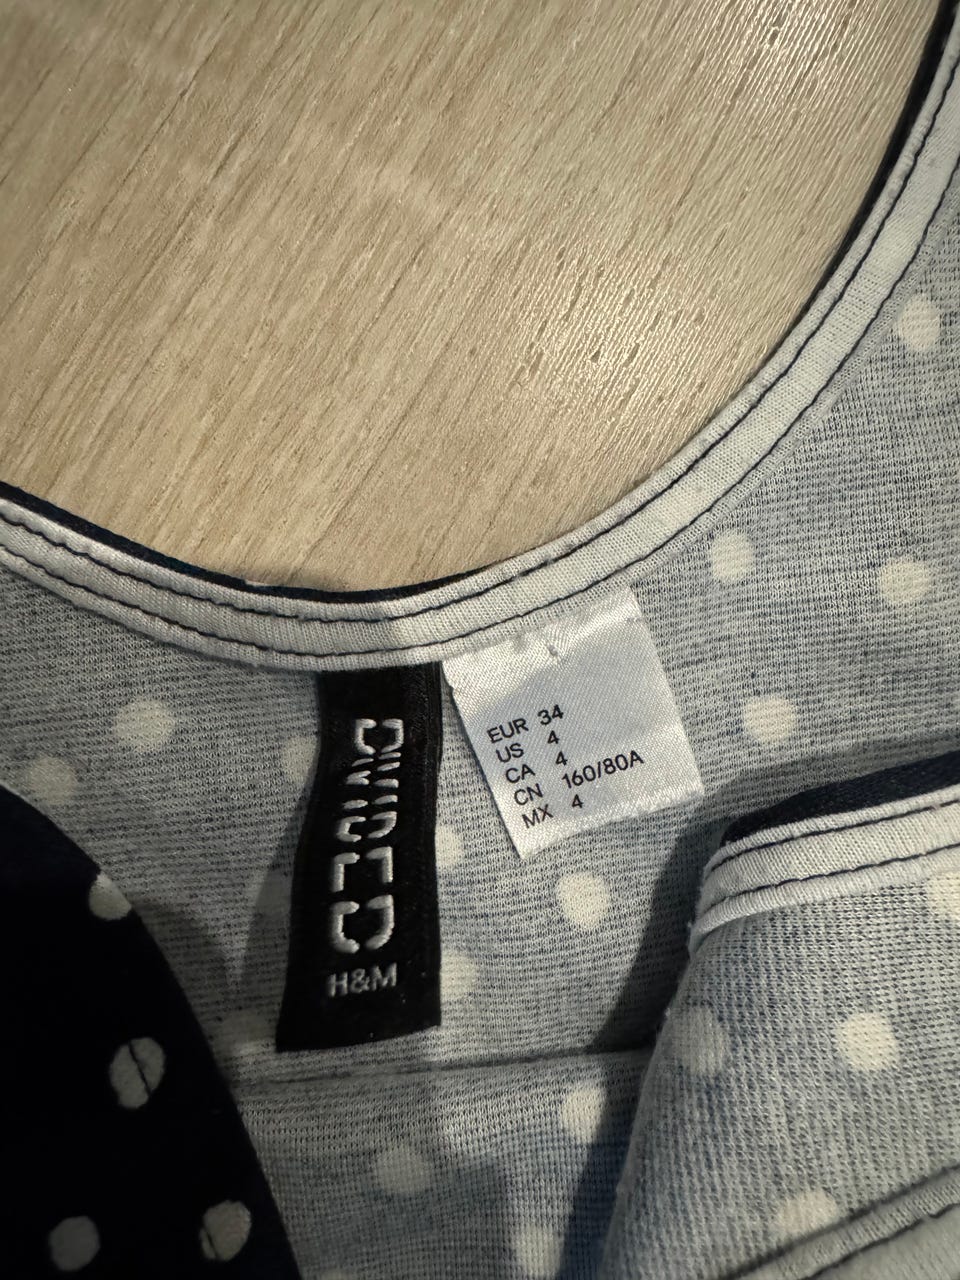 DIVIDED
H&M
EUR 34
US 4
CA 4
CN 160/80A
MX 4